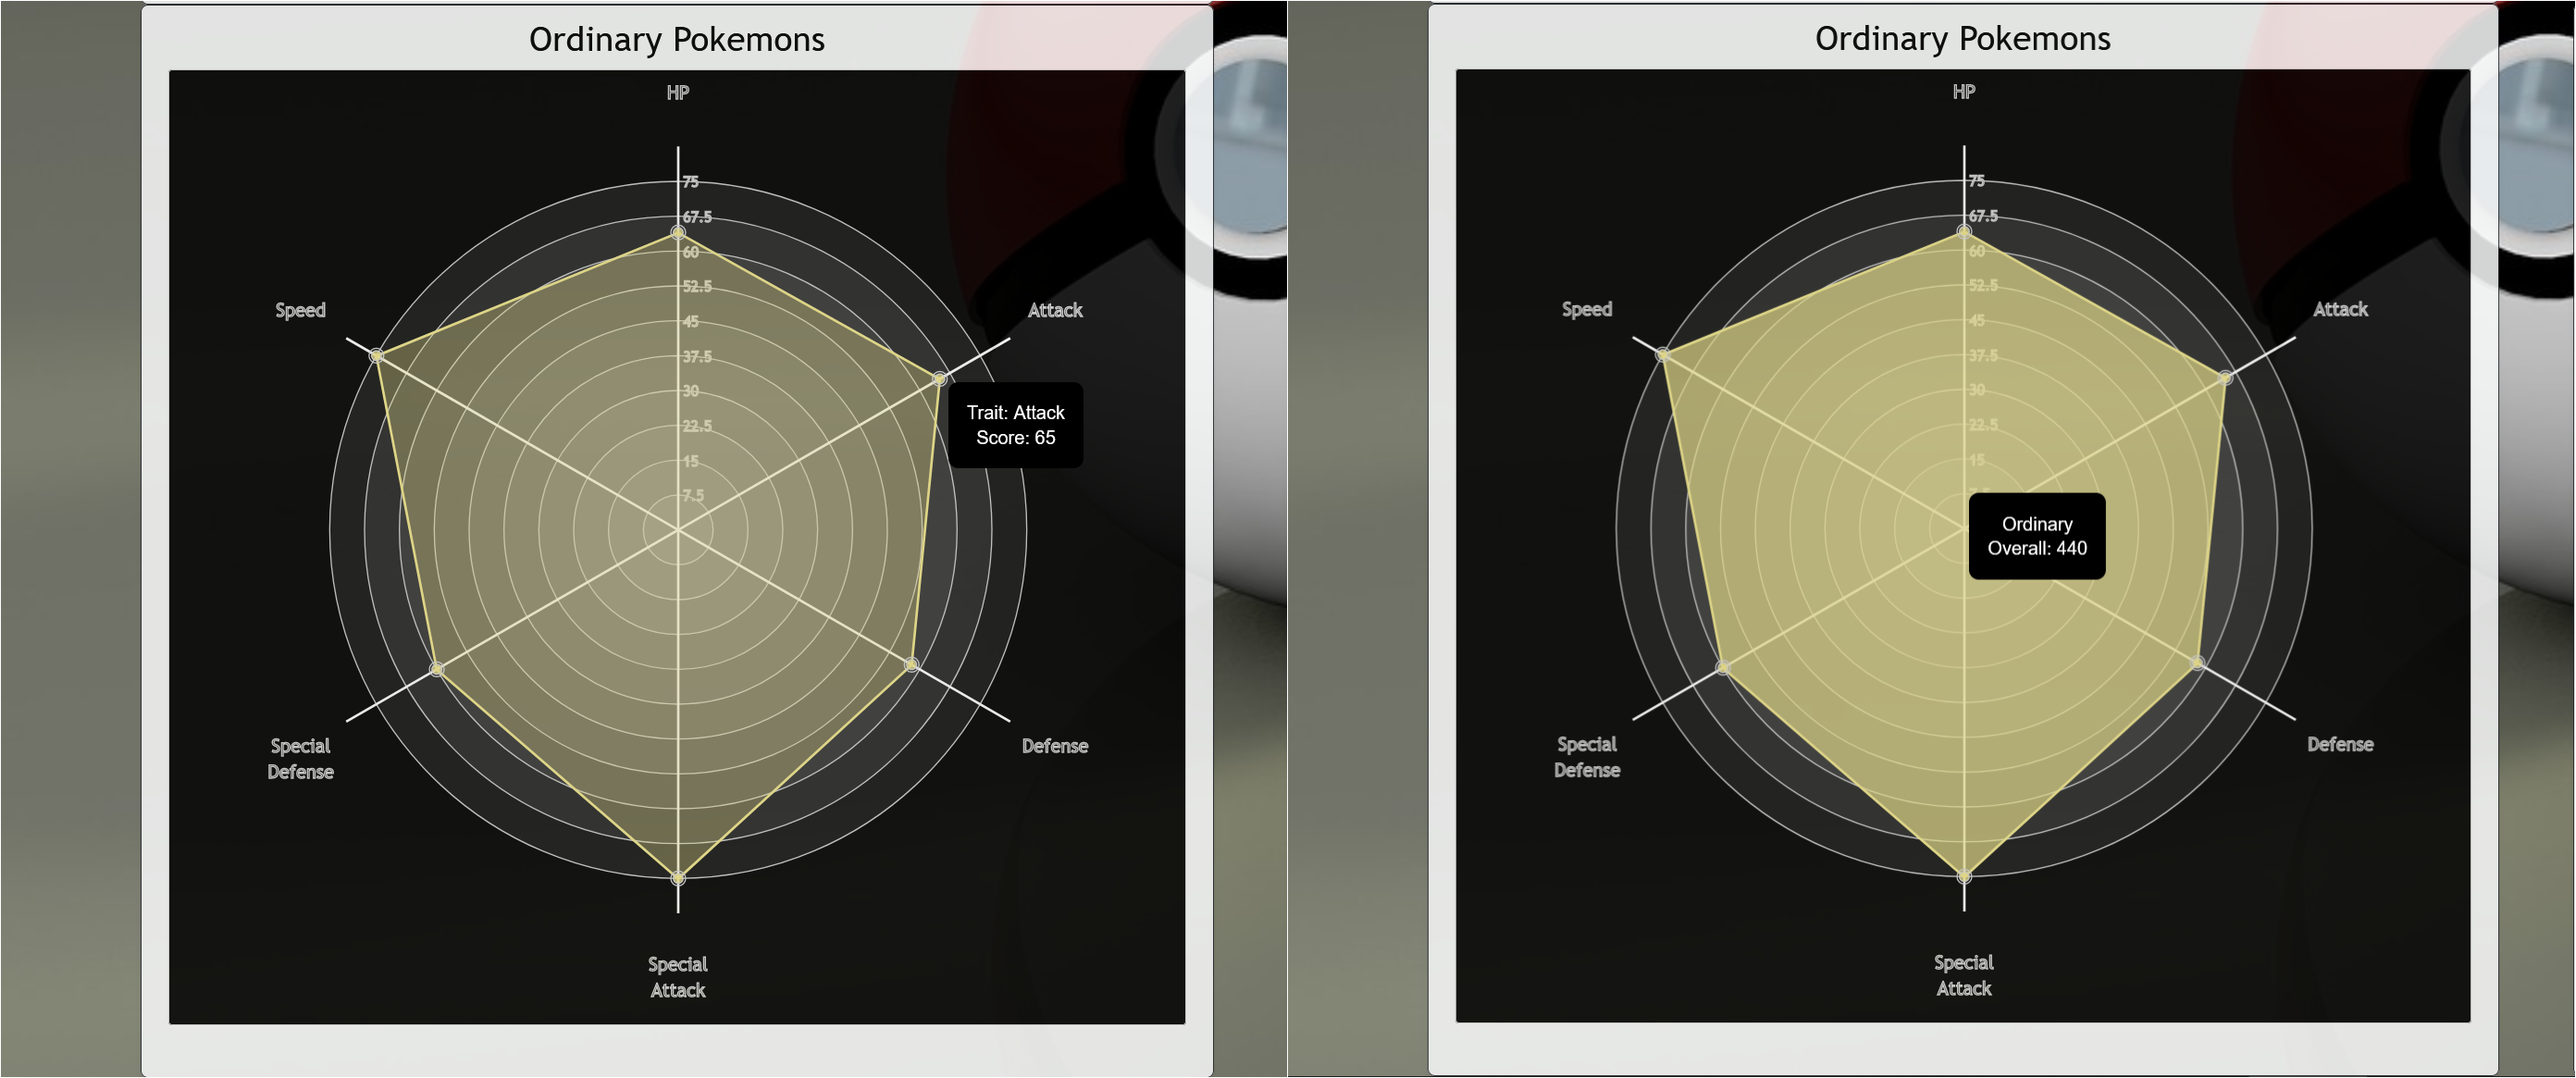 Ordinary Pokemons
HP
75
67.5
60
52.5
45
37.5
30
22.5
15
7.5
Speed
Attack
Trait: Attack
Score: 65
Special
Defense
Defense
Special
Attack
Ordinary Pokemons
HP
75
67.5
60
52.5
45
37.5
30
22.5
15
Speed
Attack
Ordinary
Overall: 440
Special
Defense
Defense
Special
Attack